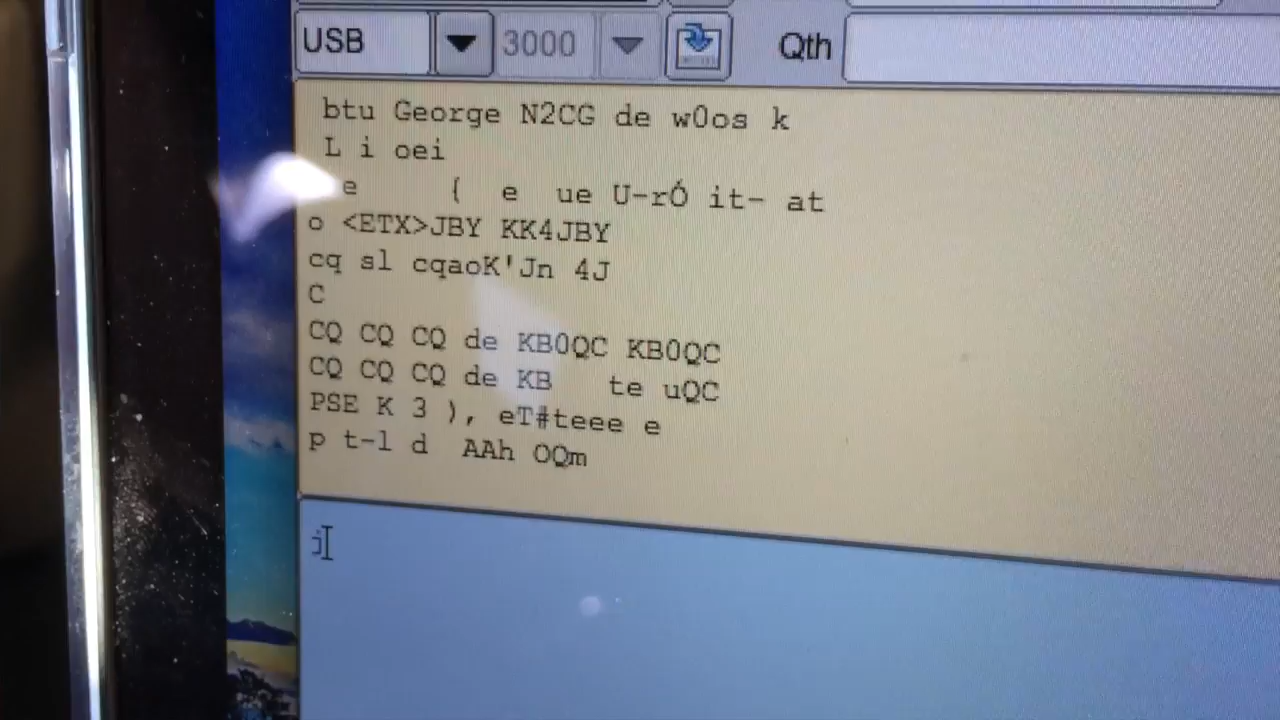 USB 3000 Qth
btu George N2CG de w0os k
L i oei
e { e ue U-rÓ it- at
o <ETX>JBY KK4JBY
cq sl cqaoK'Jn 4J
C
CQ CQ CQ de KB0QC KB0QC
CQ CQ CQ de KB te uQC
PSE K 3 ), eT#teee e
p t-l d AAh OQm
j